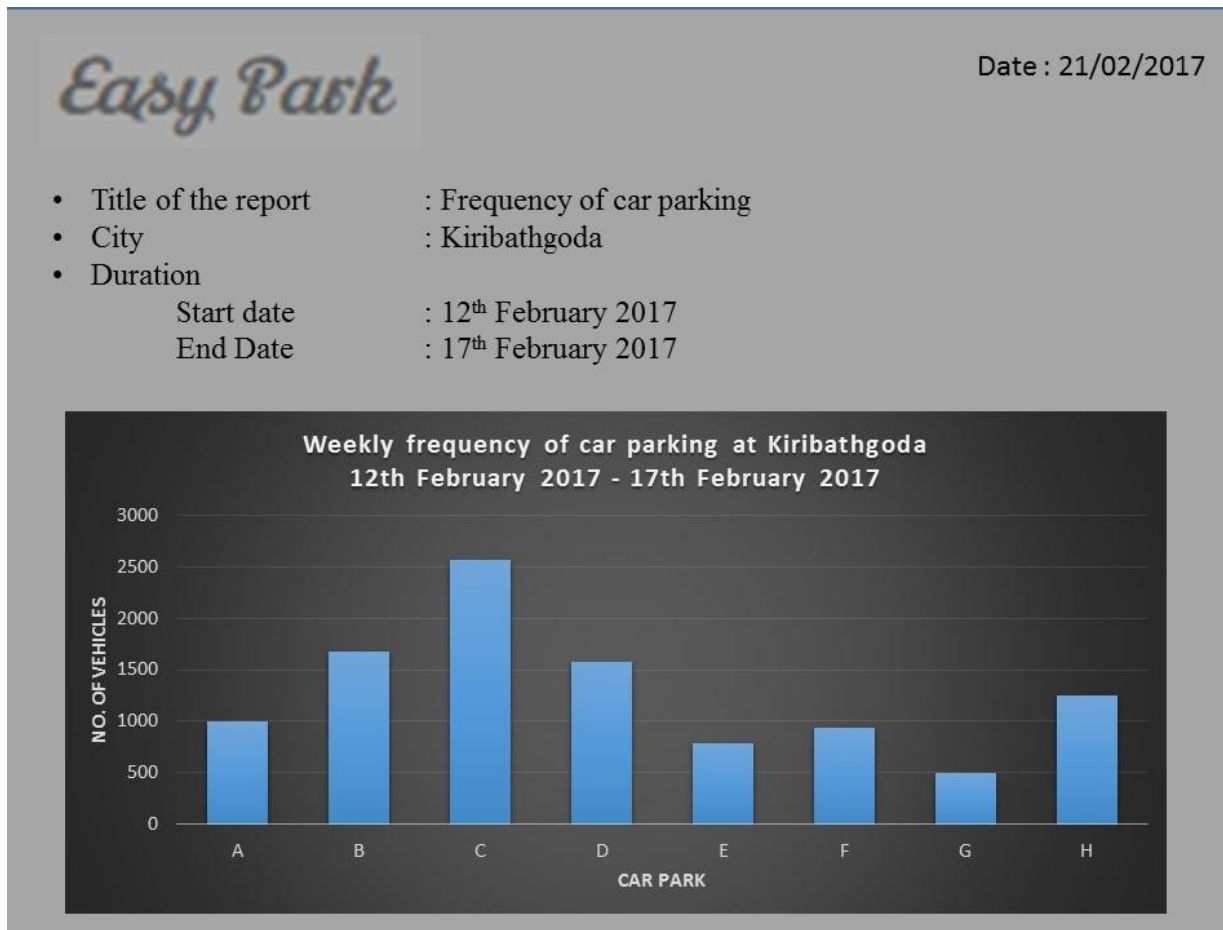 Easy Park
Date : 21/02/2017
• Title of the report : Frequency of car parking
• City : Kiribathgoda
• Duration
Start date : 12th February 2017
End Date : 17th February 2017
Weekly frequency of car parking at Kiribathgoda
12th February 2017 - 17th February 2017
NO. OF VEHICLES
3000
2500
2000
1500
1000
500
0
A B C D E F G H
CAR PARK